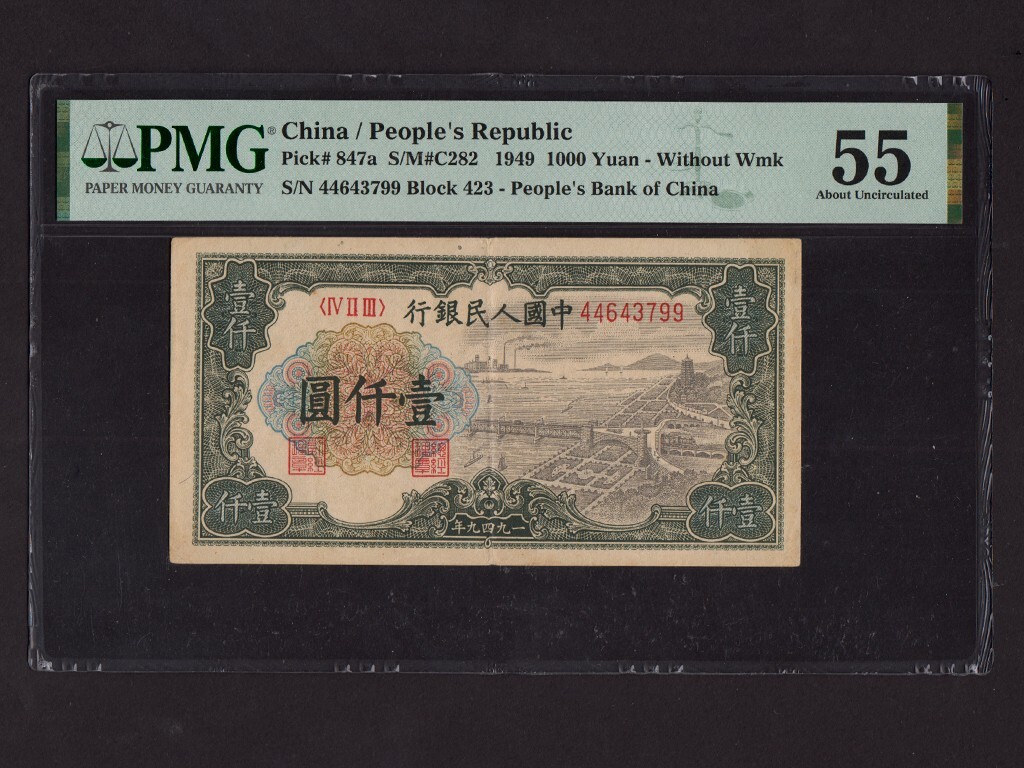 PMG®
PAPER MONEY GUARANTY
China / People's Republic
Pick# 847a S/M#C282 1949 1000 Yuan - Without Wmk
S/N 44643799 Block 423 - People's Bank of China
55
About Uncirculated
壹仟
壹仟
〈IV II III〉
行銀民人國中
44643799
圓仟壹
仟壹
仟壹
年九四九一